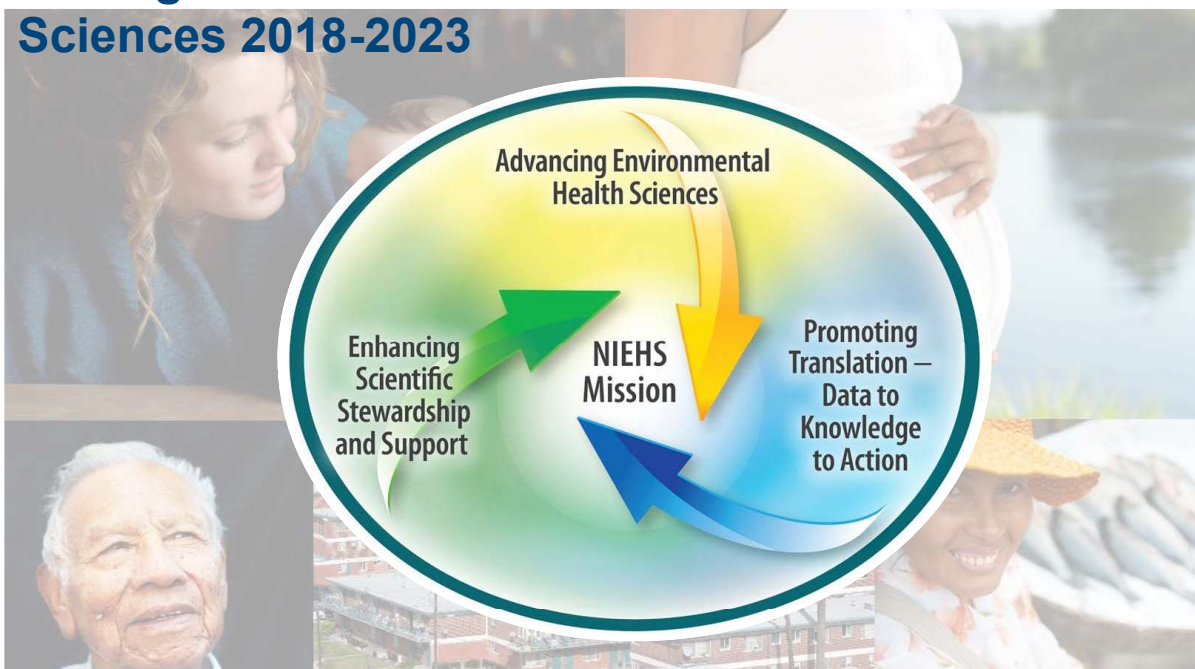 Sciences 2018-2023
Advancing Environmental
Health Sciences
Enhancing
Scientific
Stewardship
and Support
NIEHS
Mission
Promoting
Translation –
Data to
Knowledge
to Action